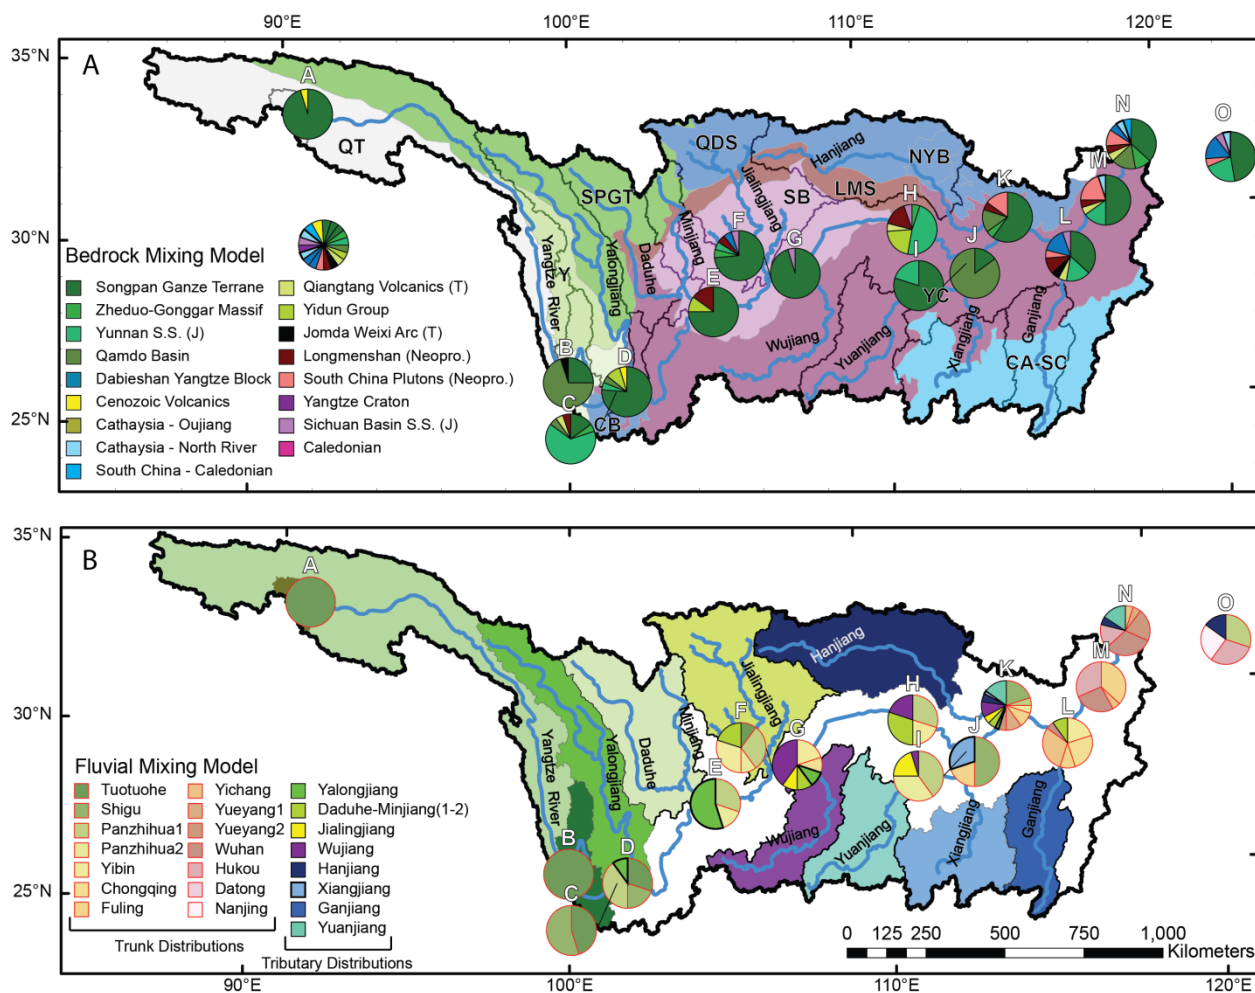 90°E
100°E
110°E
120°E
35°N
30°N
25°N
A
A
QT
QDS
Hanjiang
NYB
N
O
M
K
L
SPGT
Jialingjiang
SB
LMS
H
Minjiang
F
G
I
J
Yangtze River
Y
Yalongjiang
Daduhe
E
YC
Wujiang
Yuanjiang
Xiangjiang
Ganjiang
B
D
C
CB
CA-SC
Bedrock Mixing Model
Songpan Ganze Terrane
Zheduo-Gonggar Massif
Yunnan S.S. (J)
Qamdo Basin
Dabieshan Yangtze Block
Cenozoic Volcanics
Cathaysia - Oujiang
Cathaysia - North River
South China - Caledonian
Qiangtang Volcanics (T)
Yidun Group
Jomda Weixi Arc (T)
Longmenshan (Neopro.)
South China Plutons (Neopro.)
Yangtze Craton
Sichuan Basin S.S. (J)
Caledonian
35°N
30°N
25°N
B
A
Hanjiang
N
O
M
K
L
Jialingjiang
H
Minjiang
F
G
I
J
Yangtze River
Yalongjiang
Daduhe
E
Wujiang
Yuanjiang
Xiangjiang
Ganjiang
B
D
C
Fluvial Mixing Model
Tuotuohe
Shigu
Panzhihua1
Panzhihua2
Yibin
Chongqing
Fuling
Yichang
Yueyang1
Yueyang2
Wuhan
Hukou
Datong
Nanjing
Trunk Distributions
Yalongjiang
Daduhe-Minjiang(1-2)
Jialingjiang
Wujiang
Hanjiang
Xiangjiang
Ganjiang
Yuanjiang
Tributary Distributions
0 125 250 500 750 1,000
Kilometers
90°E
100°E
110°E
120°E